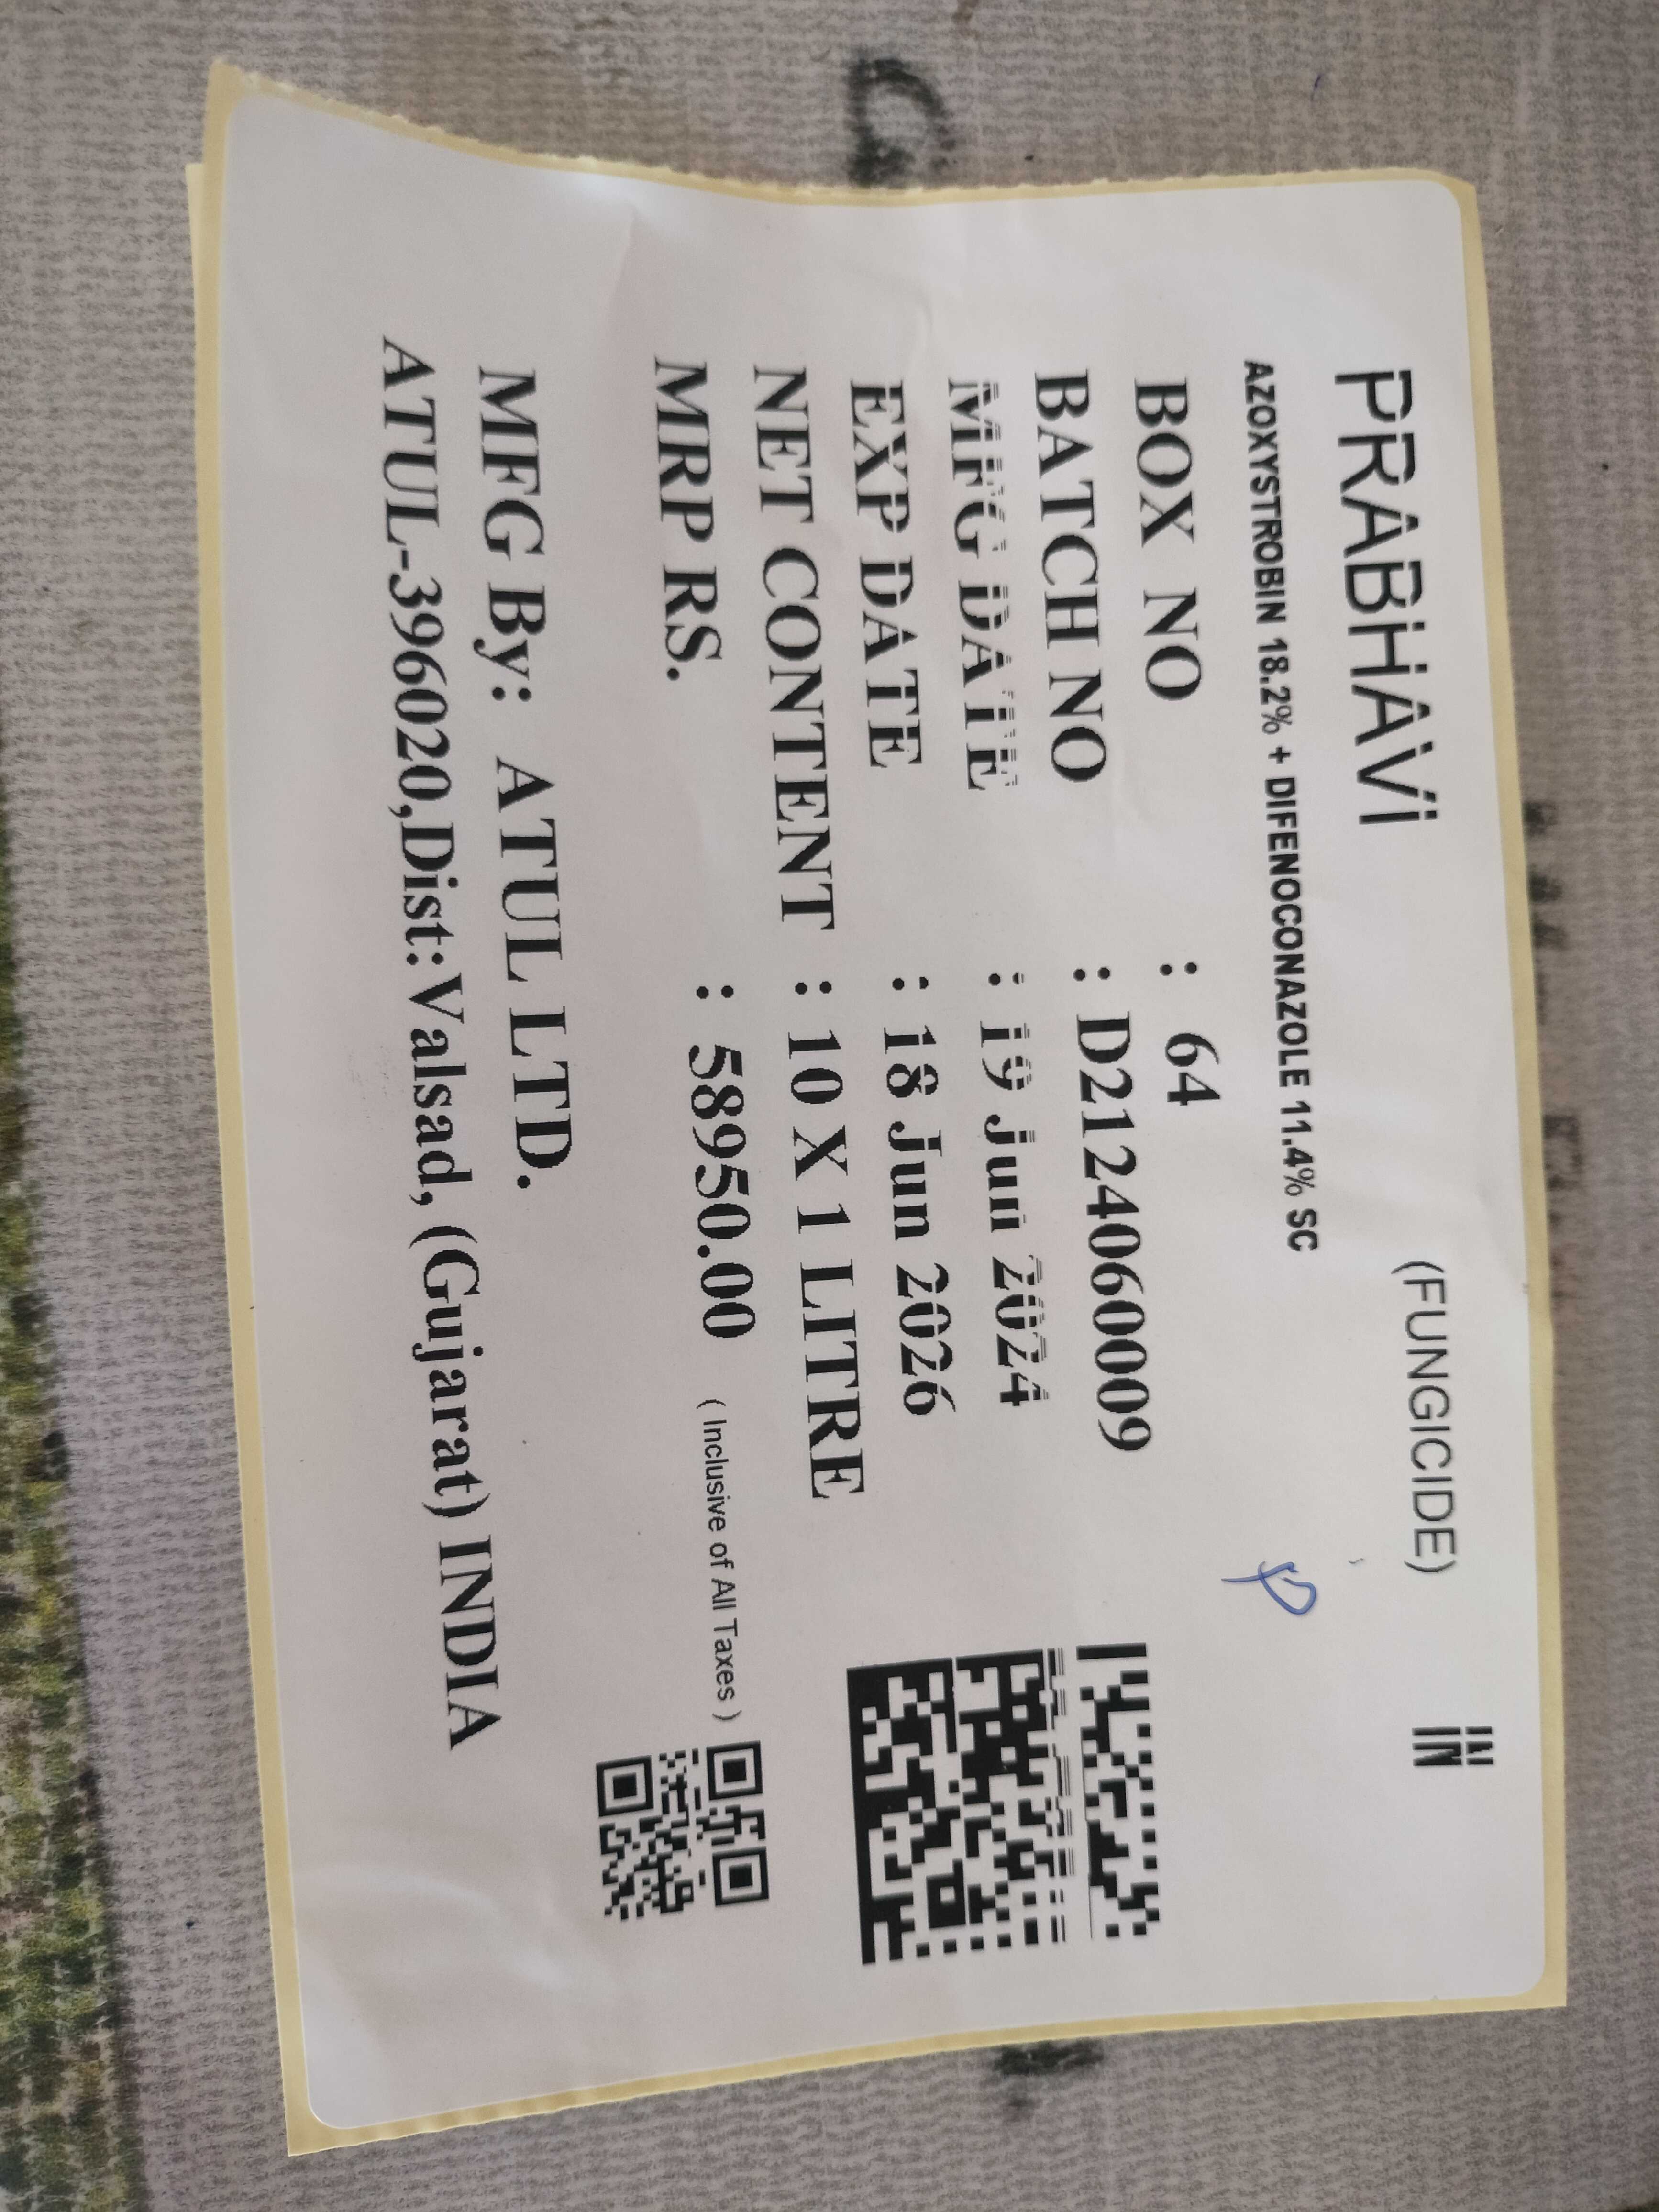 PRABHAVI (FUNGICIDE) IN
AZOXYSTROBIN 18.2% + DIFENOCONAZOLE 11.4% SC
BOX NO : 64
BATCH NO : D2124060009
MFG DATE : 19 Jun 2024
EXP DATE : 18 Jun 2026
NET CONTENT : 10 X 1 LITRE
MRP RS. : 58950.00 ( Inclusive of All Taxes )
MFG By: ATUL LTD.
ATUL-396020,Dist:Valsad, (Gujarat) INDIA